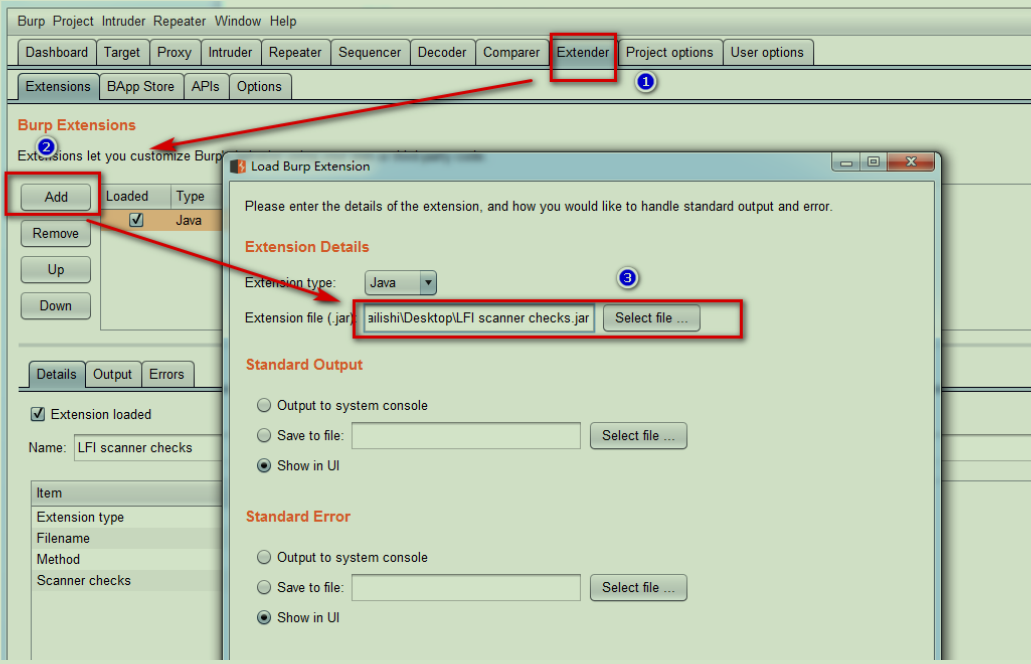 Burp Project Intruder Repeater Window Help
Dashboard Target Proxy Intruder Repeater Sequencer Decoder Comparer Extender Project options User options
1
Extensions BApp Store APIs Options
Burp Extensions
2
Extensions let you customize Burp
Load Burp Extension
Add Loaded Type
Java
Remove
Up
Down
Please enter the details of the extension, and how you would like to handle standard output and error.
Extension Details
Extension type: Java
3
Extension file (.jar): ailishi\Desktop\LFI scanner checks.jar Select file ...
Standard Output
Output to system console
Save to file: Select file ...
Show in UI
Standard Error
Output to system console
Save to file: Select file ...
Show in UI
Details Output Errors
Extension loaded
Name: LFI scanner checks
Item
Extension type
Filename
Method
Scanner checks